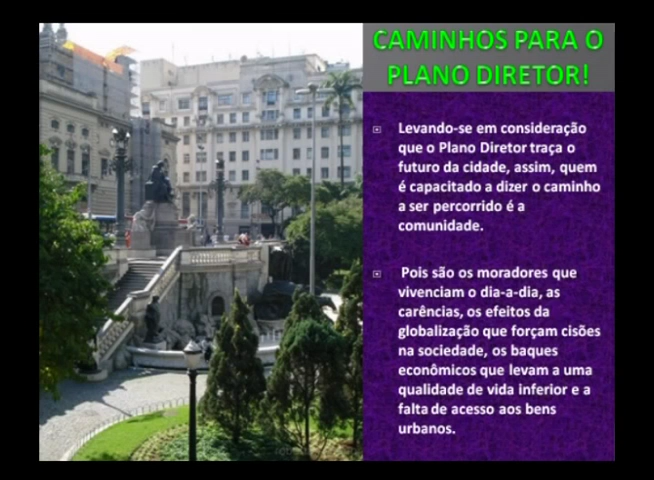 CAMINHOS PARA O
PLANO DIRETOR!
Levando-se em consideração
que o Plano Diretor traça o
futuro da cidade, assim, quem
é capacitado a dizer o caminho
a ser percorrido é a
comunidade.
Pois são os moradores que
vivenciam o dia-a-dia, as
carências, os efeitos da
globalização que forçam cisões
na sociedade, os baques
econômicos que levam a uma
qualidade de vida inferior e a
falta de acesso aos bens
urbanos.